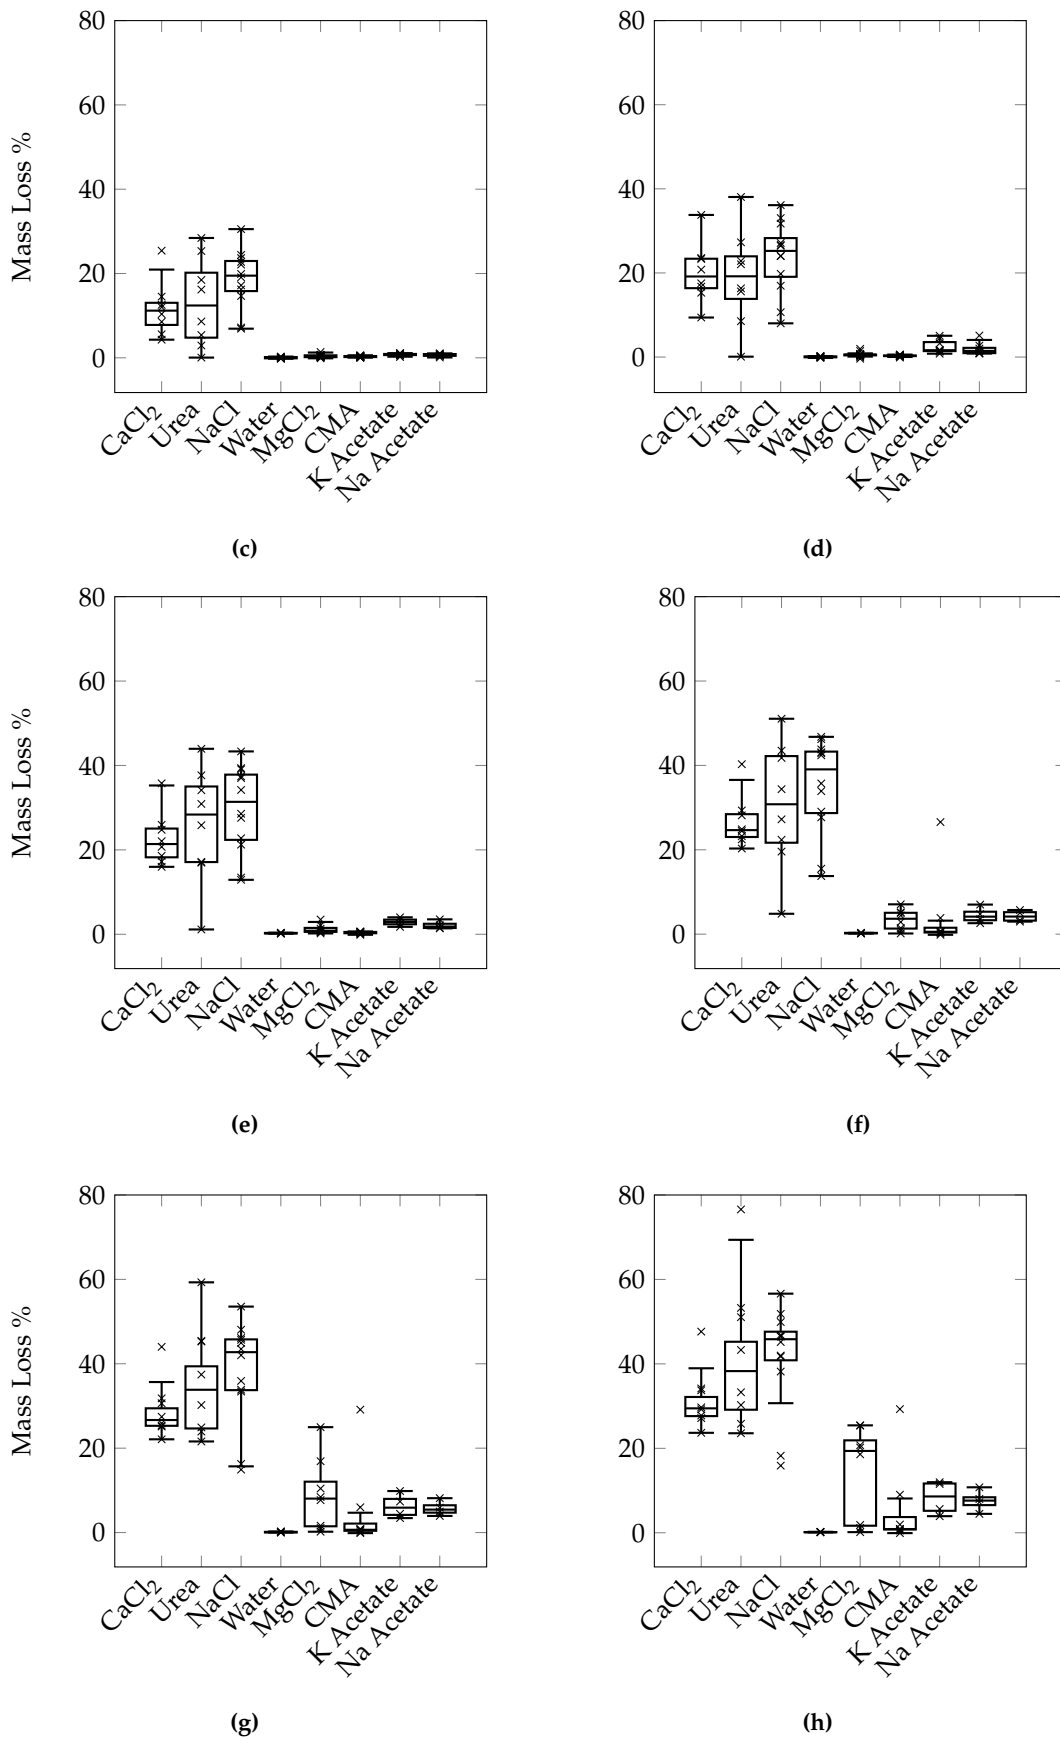 80
60
40
20
0
Mass Loss %
CaCl₂
Urea
NaCl
Water
MgCl₂
CMA
K Acetate
Na Acetate
(c)
80
60
40
20
0
CaCl₂
Urea
NaCl
Water
MgCl₂
CMA
K Acetate
Na Acetate
(d)
80
60
40
20
0
Mass Loss %
CaCl₂
Urea
NaCl
Water
MgCl₂
CMA
K Acetate
Na Acetate
(e)
80
60
40
20
0
CaCl₂
Urea
NaCl
Water
MgCl₂
CMA
K Acetate
Na Acetate
(f)
80
60
40
20
0
Mass Loss %
CaCl₂
Urea
NaCl
Water
MgCl₂
CMA
K Acetate
Na Acetate
(g)
80
60
40
20
0
CaCl₂
Urea
NaCl
Water
MgCl₂
CMA
K Acetate
Na Acetate
(h)